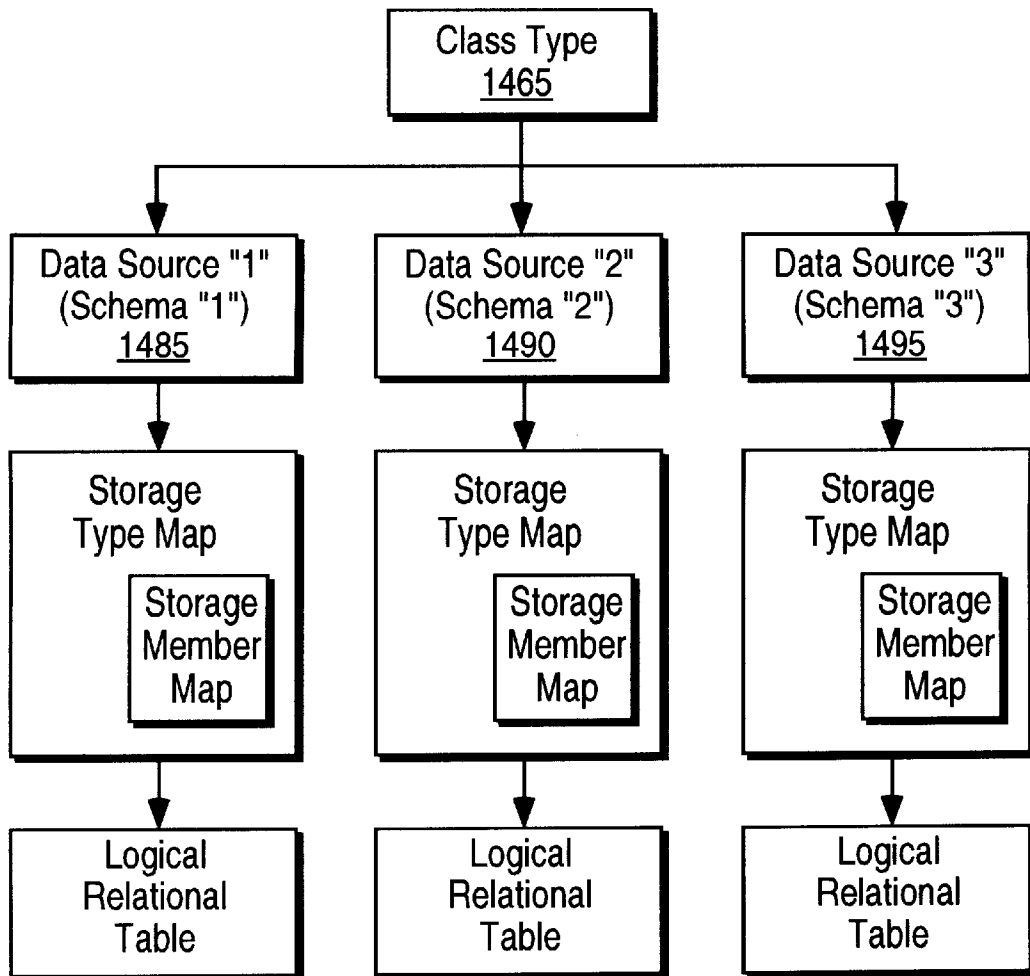 Class Type
1465
Data Source "1"
(Schema "1")
1485
Data Source "2"
(Schema "2")
1490
Data Source "3"
(Schema "3")
1495
Storage
Type Map
Storage
Member
Map
Storage
Type Map
Storage
Member
Map
Storage
Type Map
Storage
Member
Map
Logical
Relational
Table
Logical
Relational
Table
Logical
Relational
Table